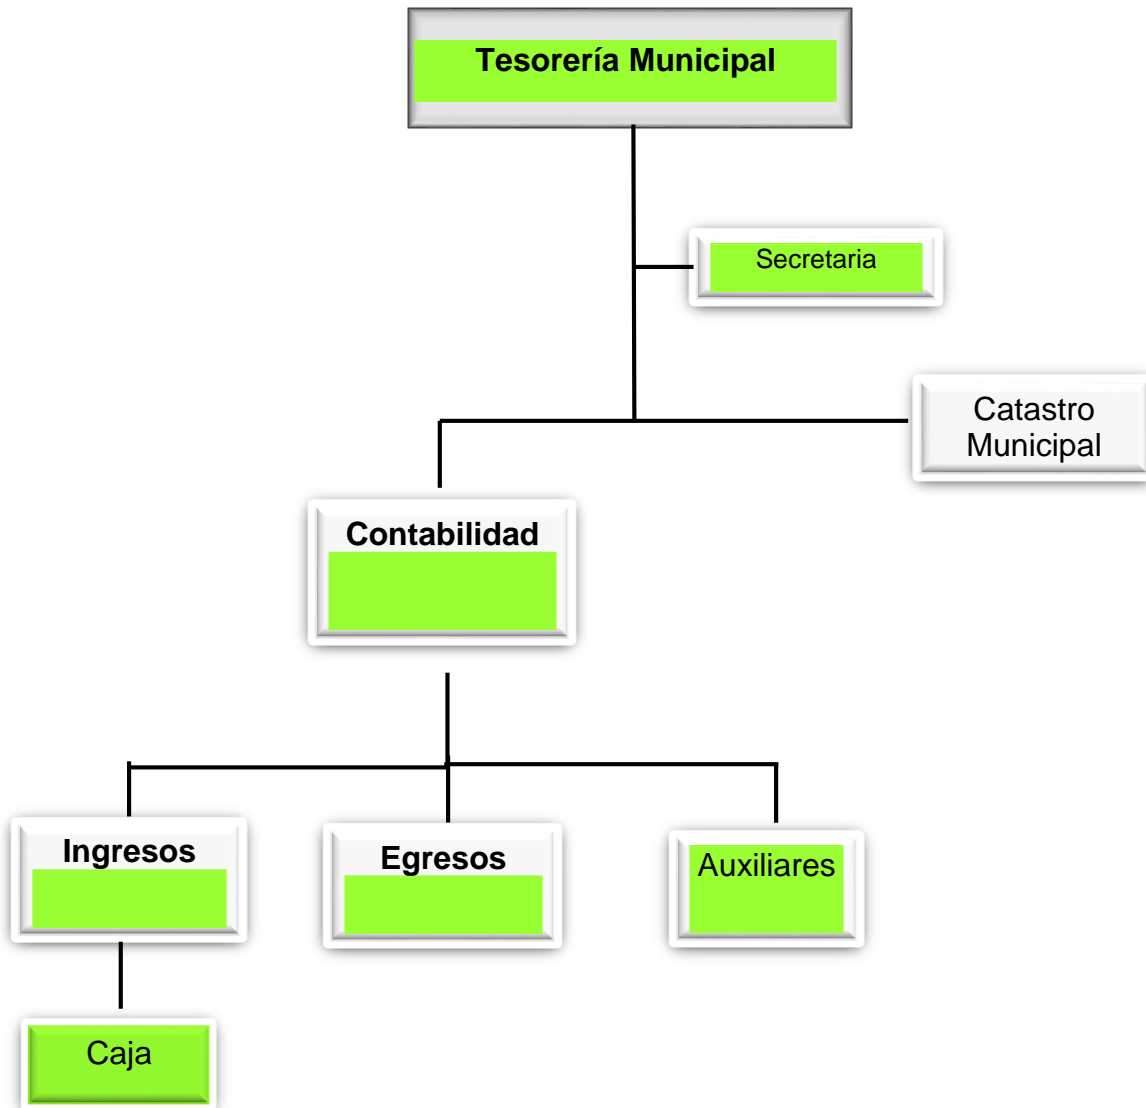 Tesorería Municipal
Secretaria
Catastro
Municipal
Contabilidad
Ingresos
Egresos
Auxiliares
Caja